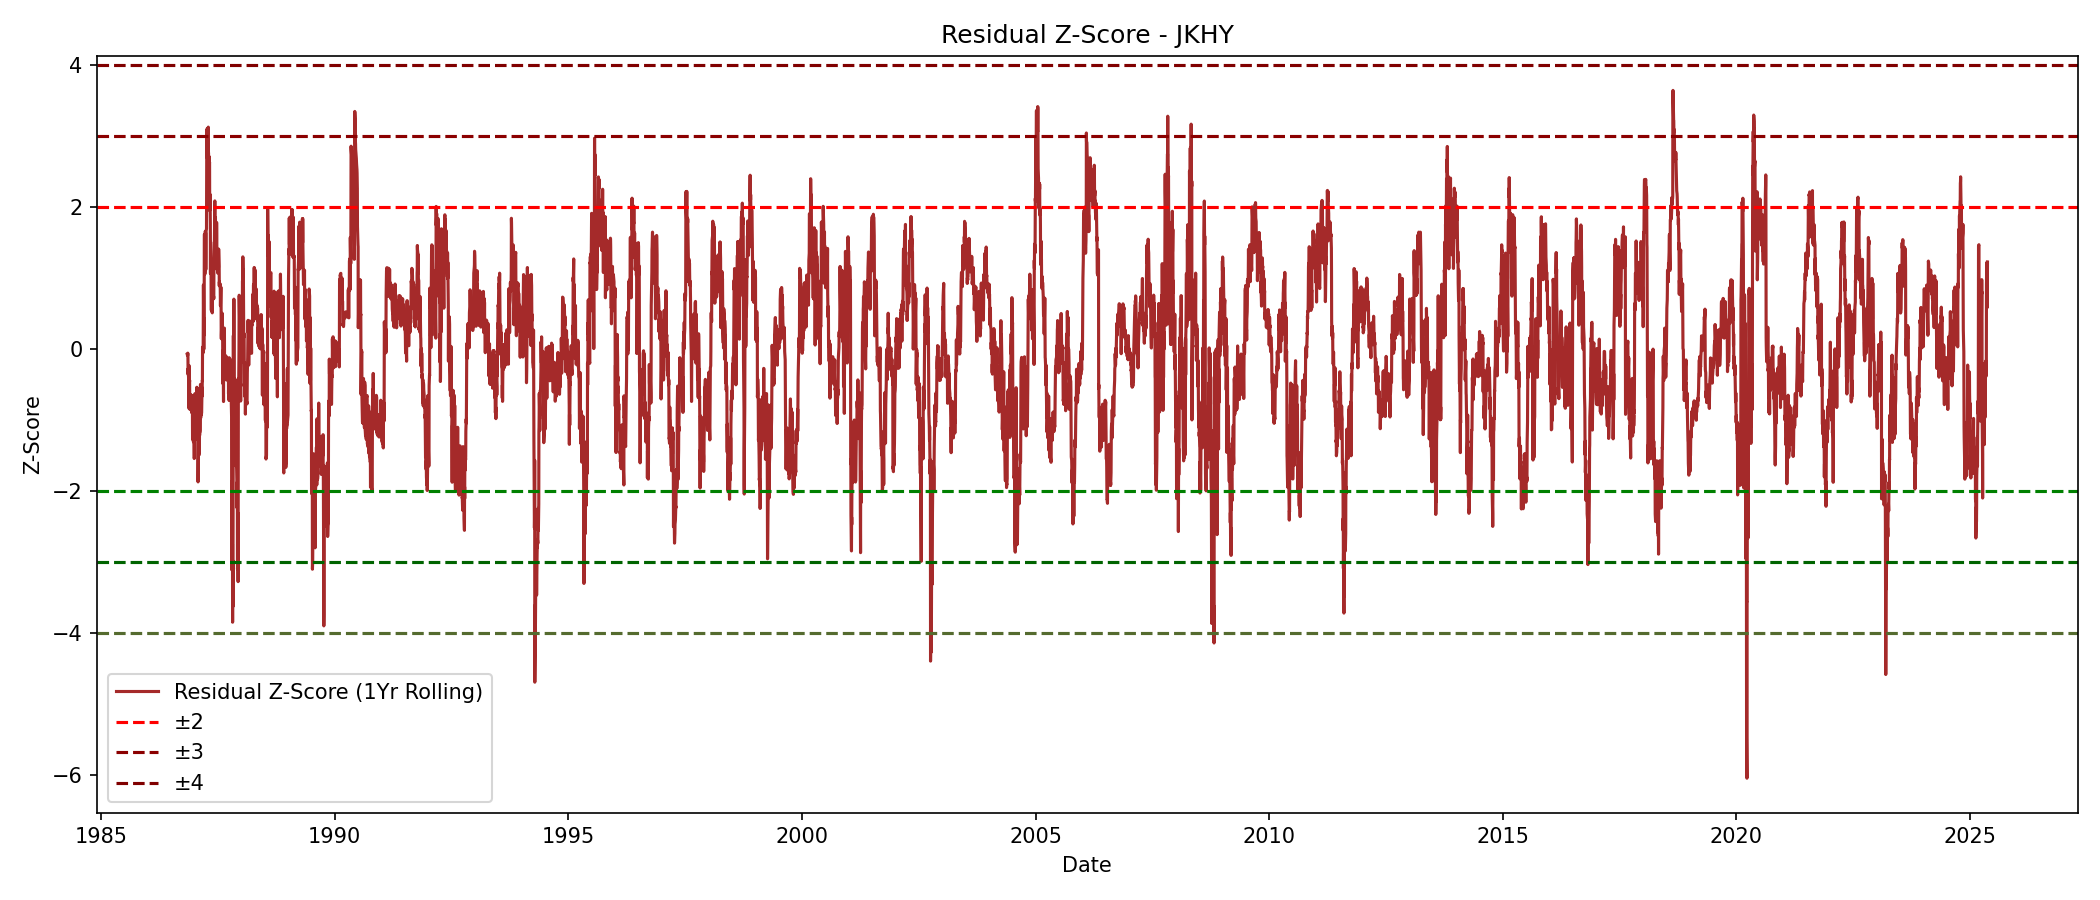 Residual Z-Score - JKHY
4
2
0
−2
−4
−6
Z-Score
Residual Z-Score (1Yr Rolling)
±2
±3
±4
1985 1990 1995 2000 2005 2010 2015 2020 2025
Date